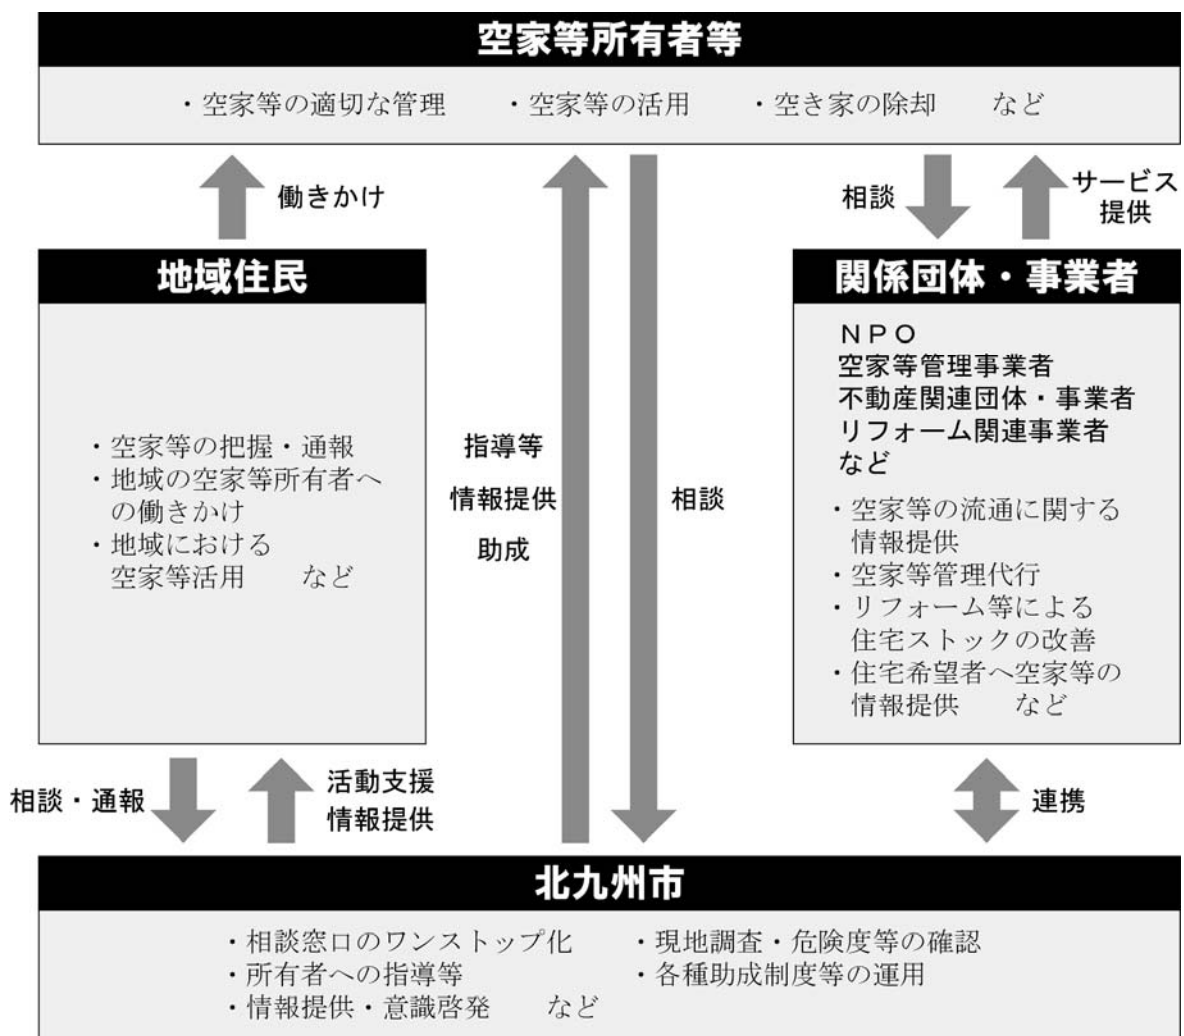 空家等所有者等
・空家等の適切な管理　・空家等の活用　・空き家の除却　など
働きかけ
相談
サービス
提供
地域住民
・空家等の把握・通報
・地域の空家等所有者へ
の働きかけ
・地域における
空家等活用　など
指導等
情報提供
助成
相談
関係団体・事業者
ＮＰＯ
空家等管理事業者
不動産関連団体・事業者
リフォーム関連事業者
など
・空家等の流通に関する
情報提供
・空家等管理代行
・リフォーム等による
住宅ストックの改善
・住宅希望者へ空家等の
情報提供　など
相談・通報
活動支援
情報提供
連携
北九州市
・相談窓口のワンストップ化
・所有者への指導等
・情報提供・意識啓発　など
・現地調査・危険度等の確認
・各種助成制度等の運用